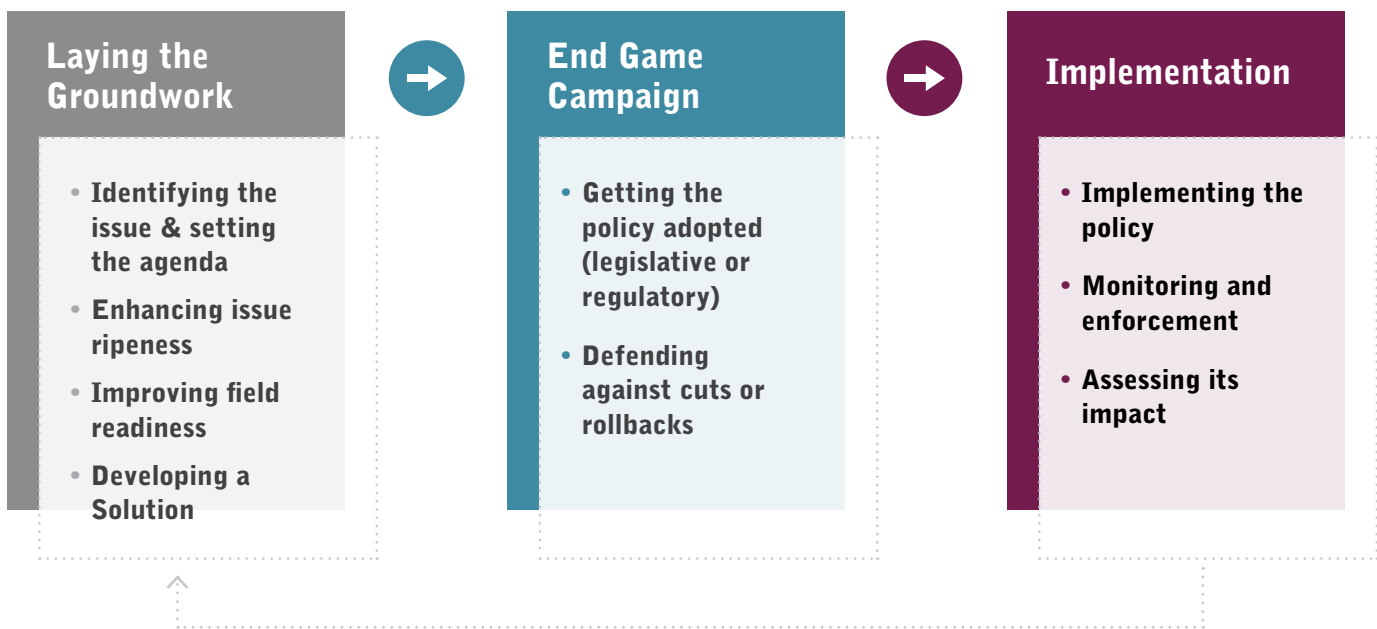 Laying the
Groundwork
• Identifying the
issue & setting
the agenda
• Enhancing issue
ripeness
• Improving field
readiness
• Developing a
Solution
End Game
Campaign
• Getting the
policy adopted
(legislative or
regulatory)
• Defending
against cuts or
rollbacks
Implementation
• Implementing the
policy
• Monitoring and
enforcement
• Assessing its
impact